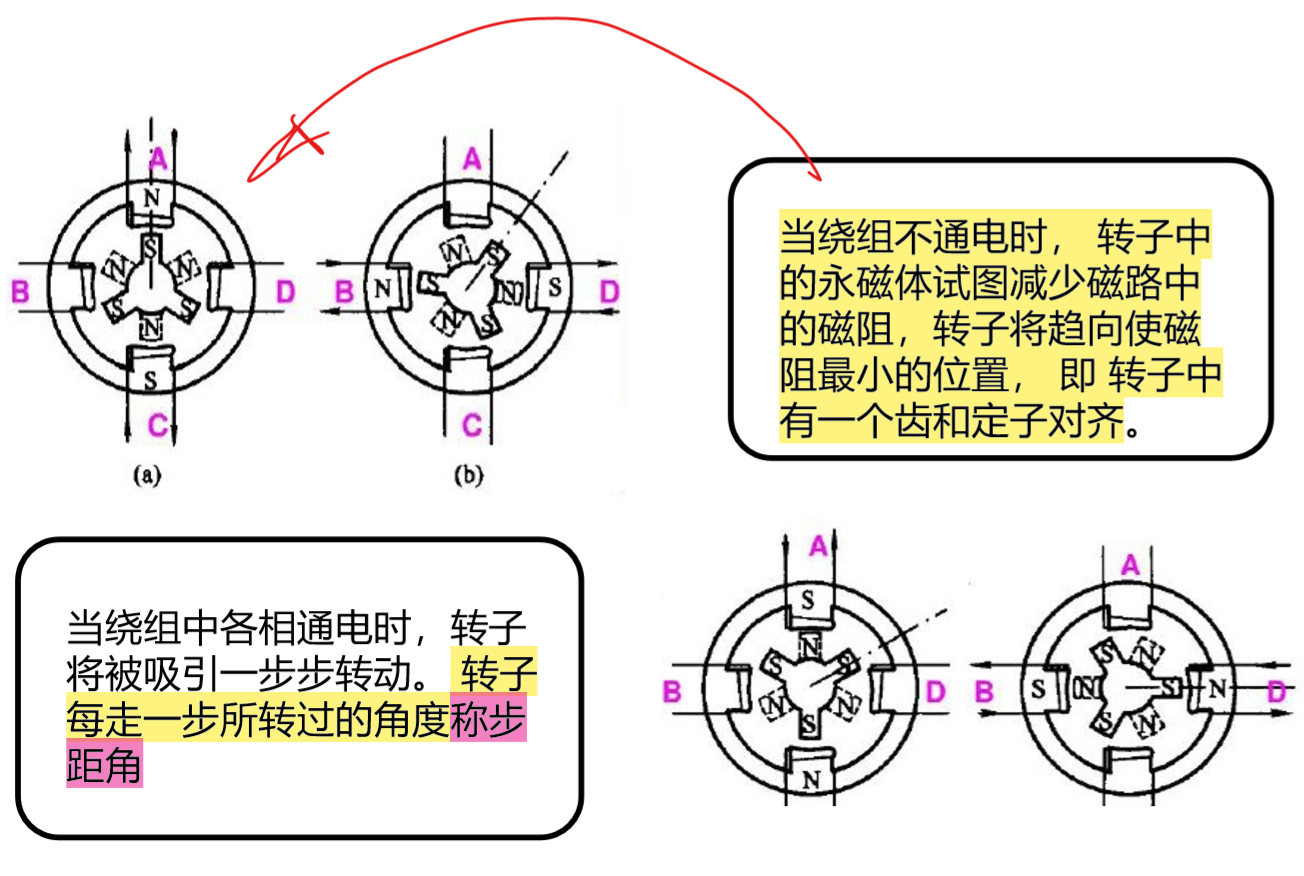 A
N
S
N
N
B
D
S
S
N
S
C
(a)
A
N
S
B
N
S
N
S
D
N
S
C
(b)
当绕组不通电时， 转子中
的永磁体试图减少磁路中
的磁阻，转子将趋向使磁
阻最小的位置， 即 转子中
有一个齿和定子对齐。
当绕组中各相通电时，转子
将被吸引一步步转动。 转子
每走一步所转过的角度称步
距角
A
S
N
S
S
B
D
N
N
S
N
A
S
N
B
S
N
S
N
D
S
N